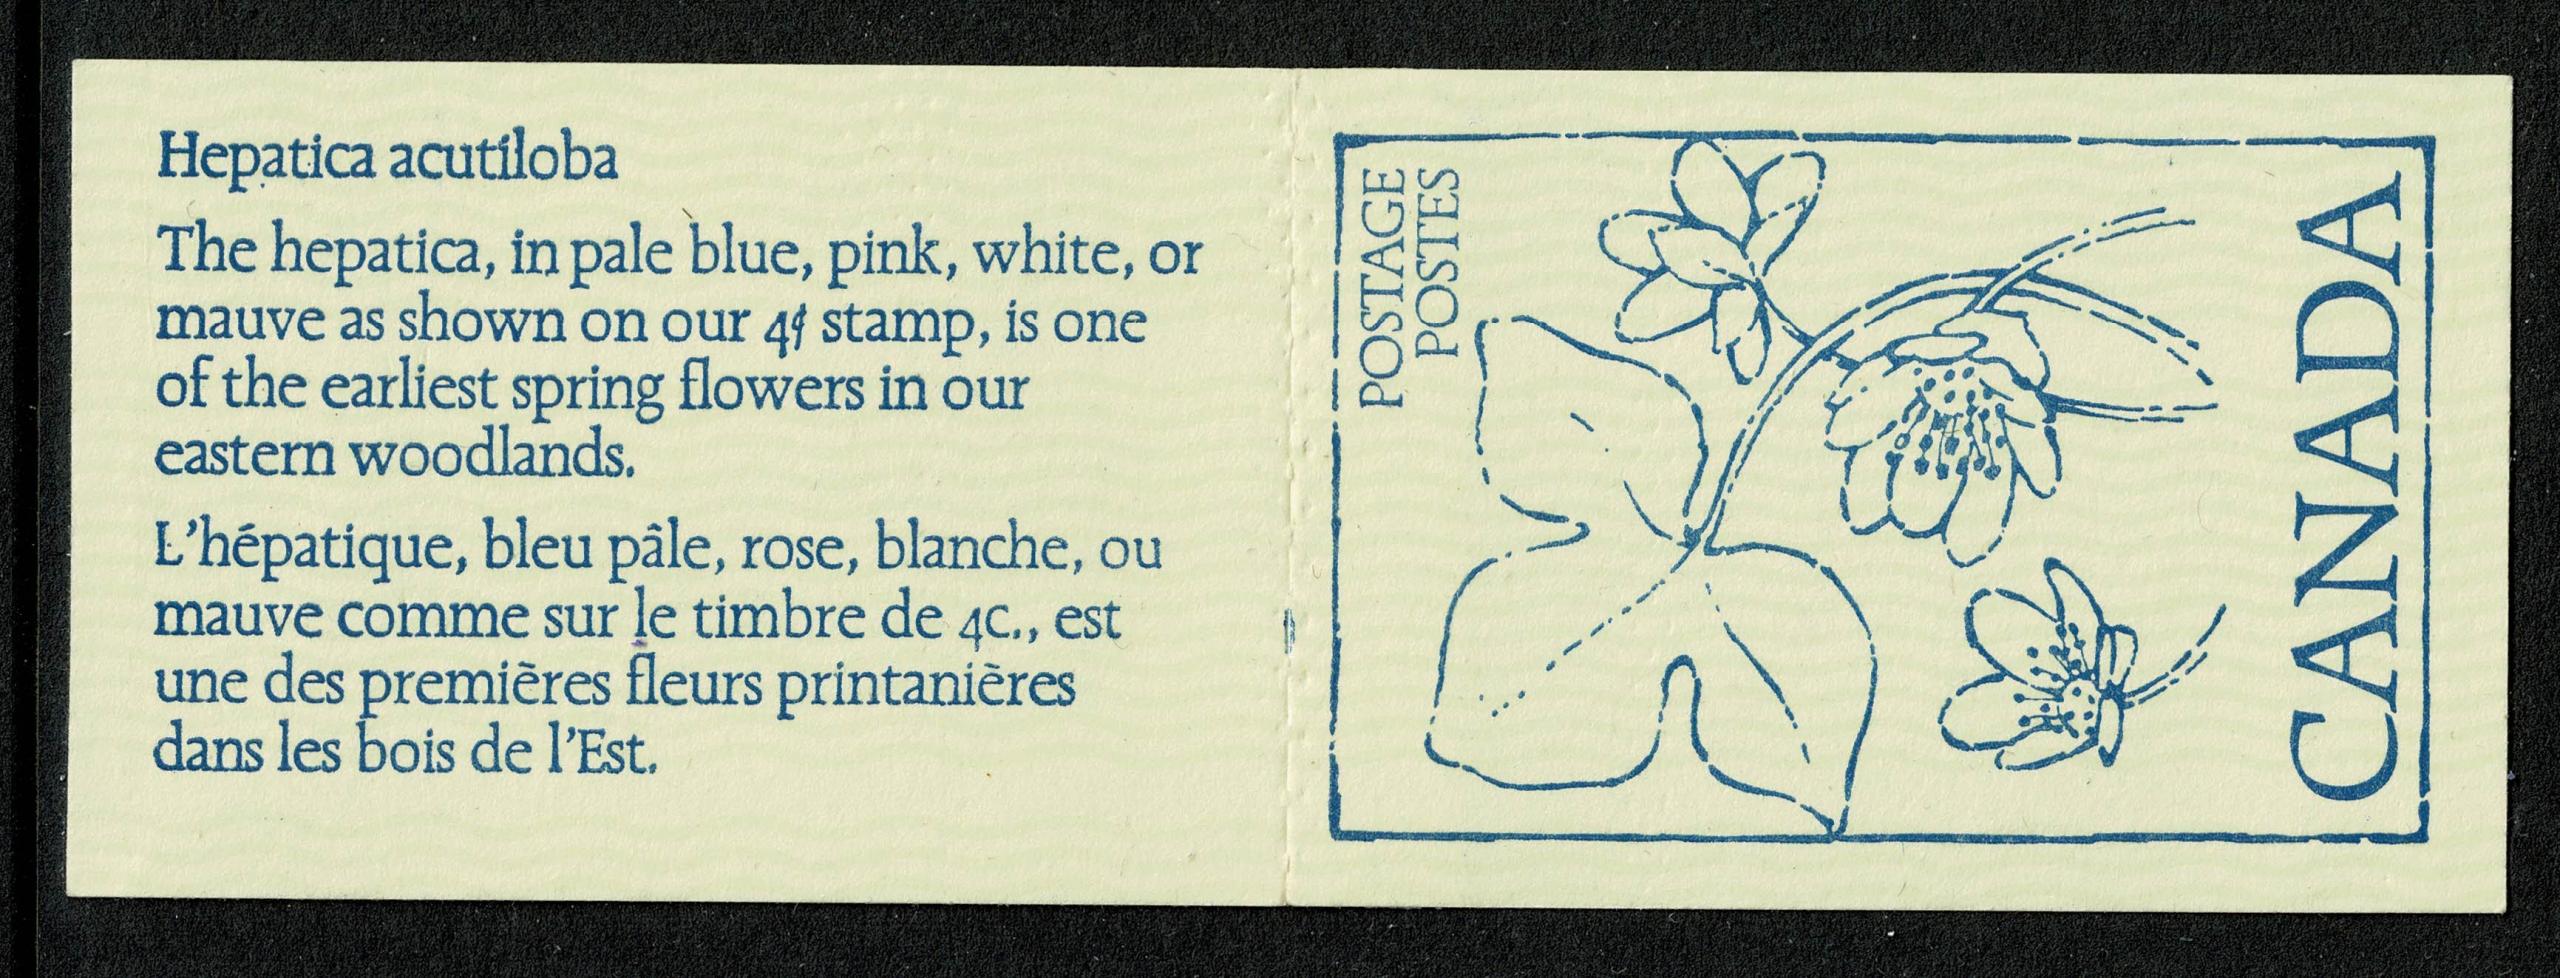 Hepatica acutiloba
The hepatica, in pale blue, pink, white, or
mauve as shown on our 4¢ stamp, is one
of the earliest spring flowers in our
eastern woodlands.
L'hépatique, bleu pâle, rose, blanche, ou
mauve comme sur le timbre de 4c., est
une des premières fleurs printanières
dans les bois de l'Est.
POSTAGE
POSTES
CANADA